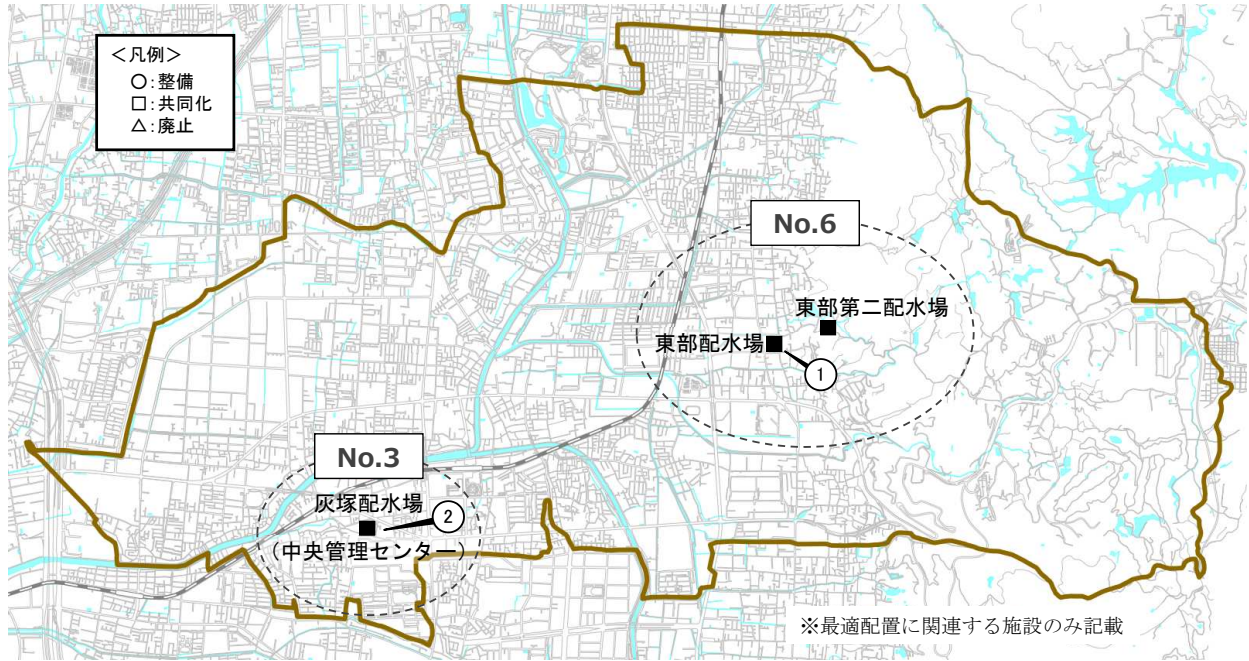 ＜凡例＞
○:整備
□:共同化
△:廃止
No.6
東部第二配水場
東部配水場
①
No.3
灰塚配水場
②
(中央管理センター)
※最適配置に関連する施設のみ記載